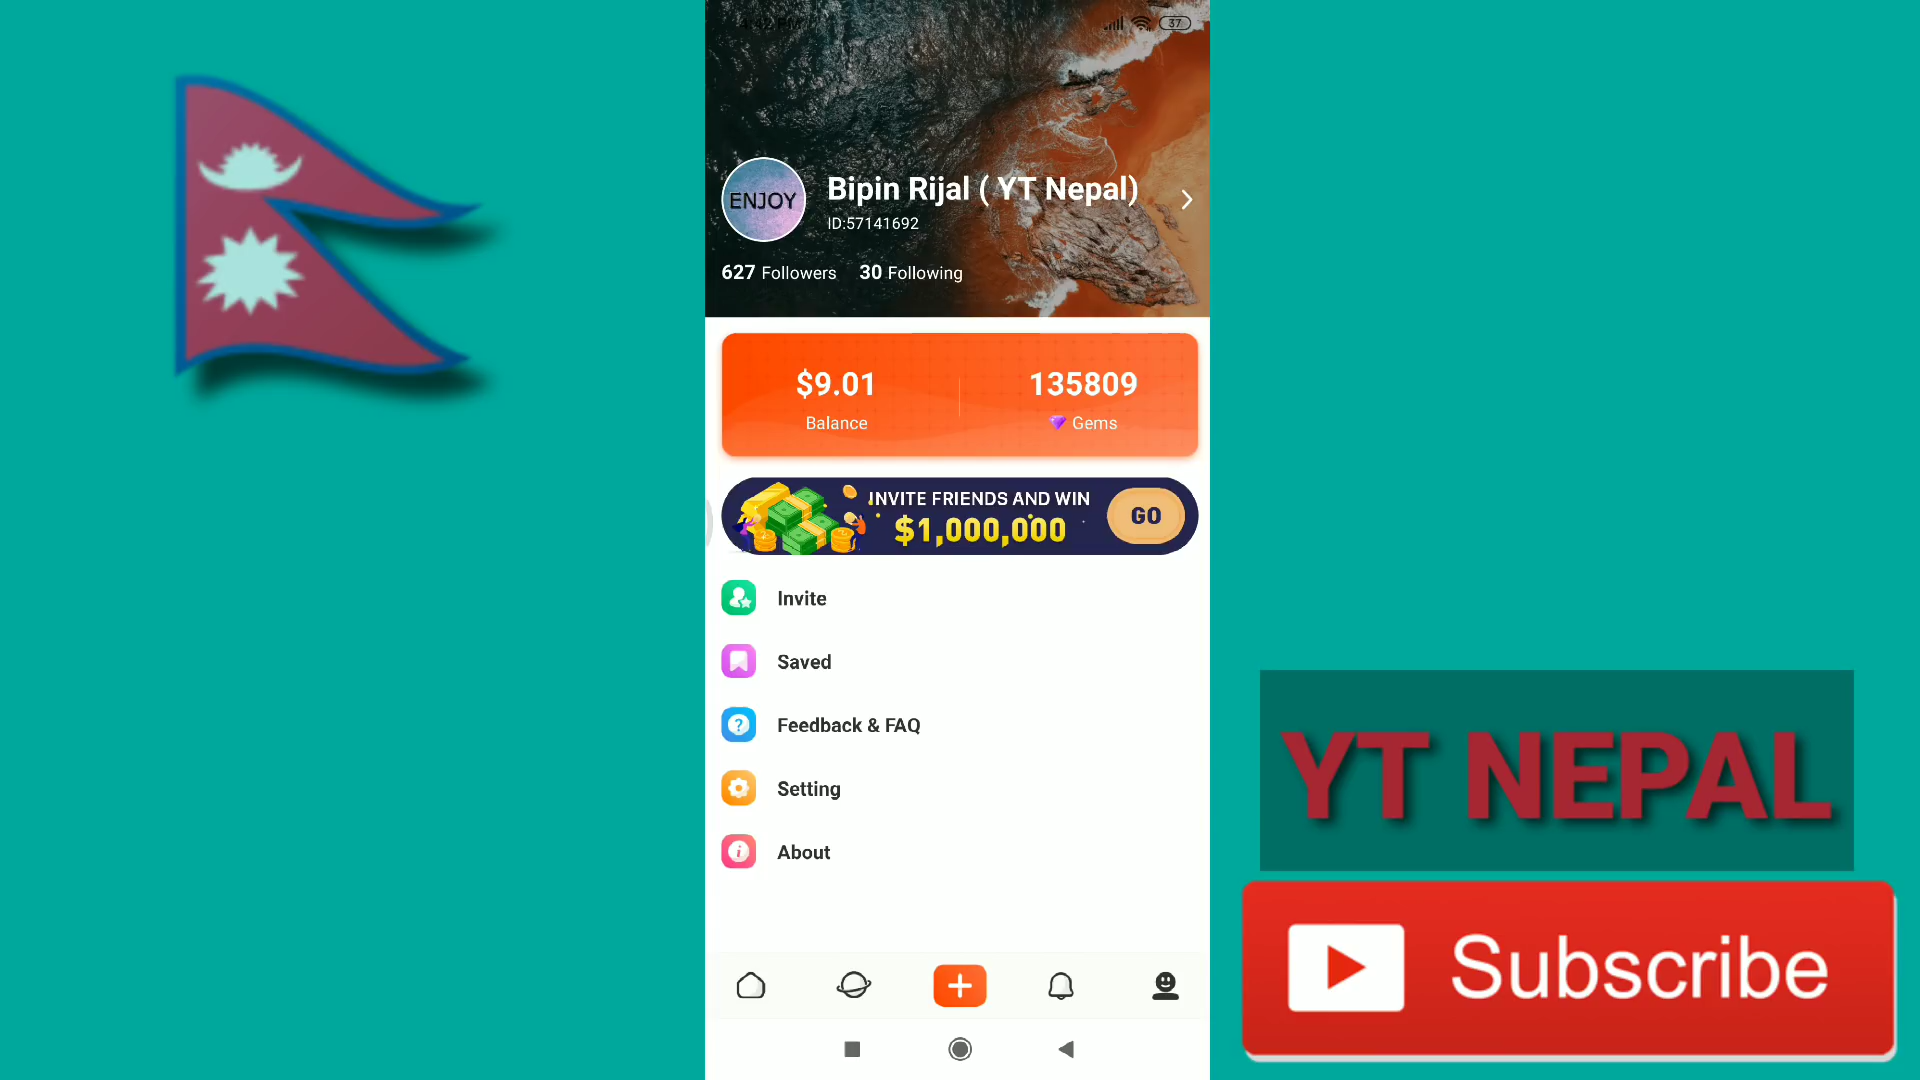 37
ENJOY
Bipin Rijal ( YT Nepal)
ID:57141692
627 Followers 30 Following
$9.01
Balance
135809
Gems
INVITE FRIENDS AND WIN
$1,000,000
GO
Invite
Saved
Feedback & FAQ
Setting
About
YT NEPAL
Subscribe